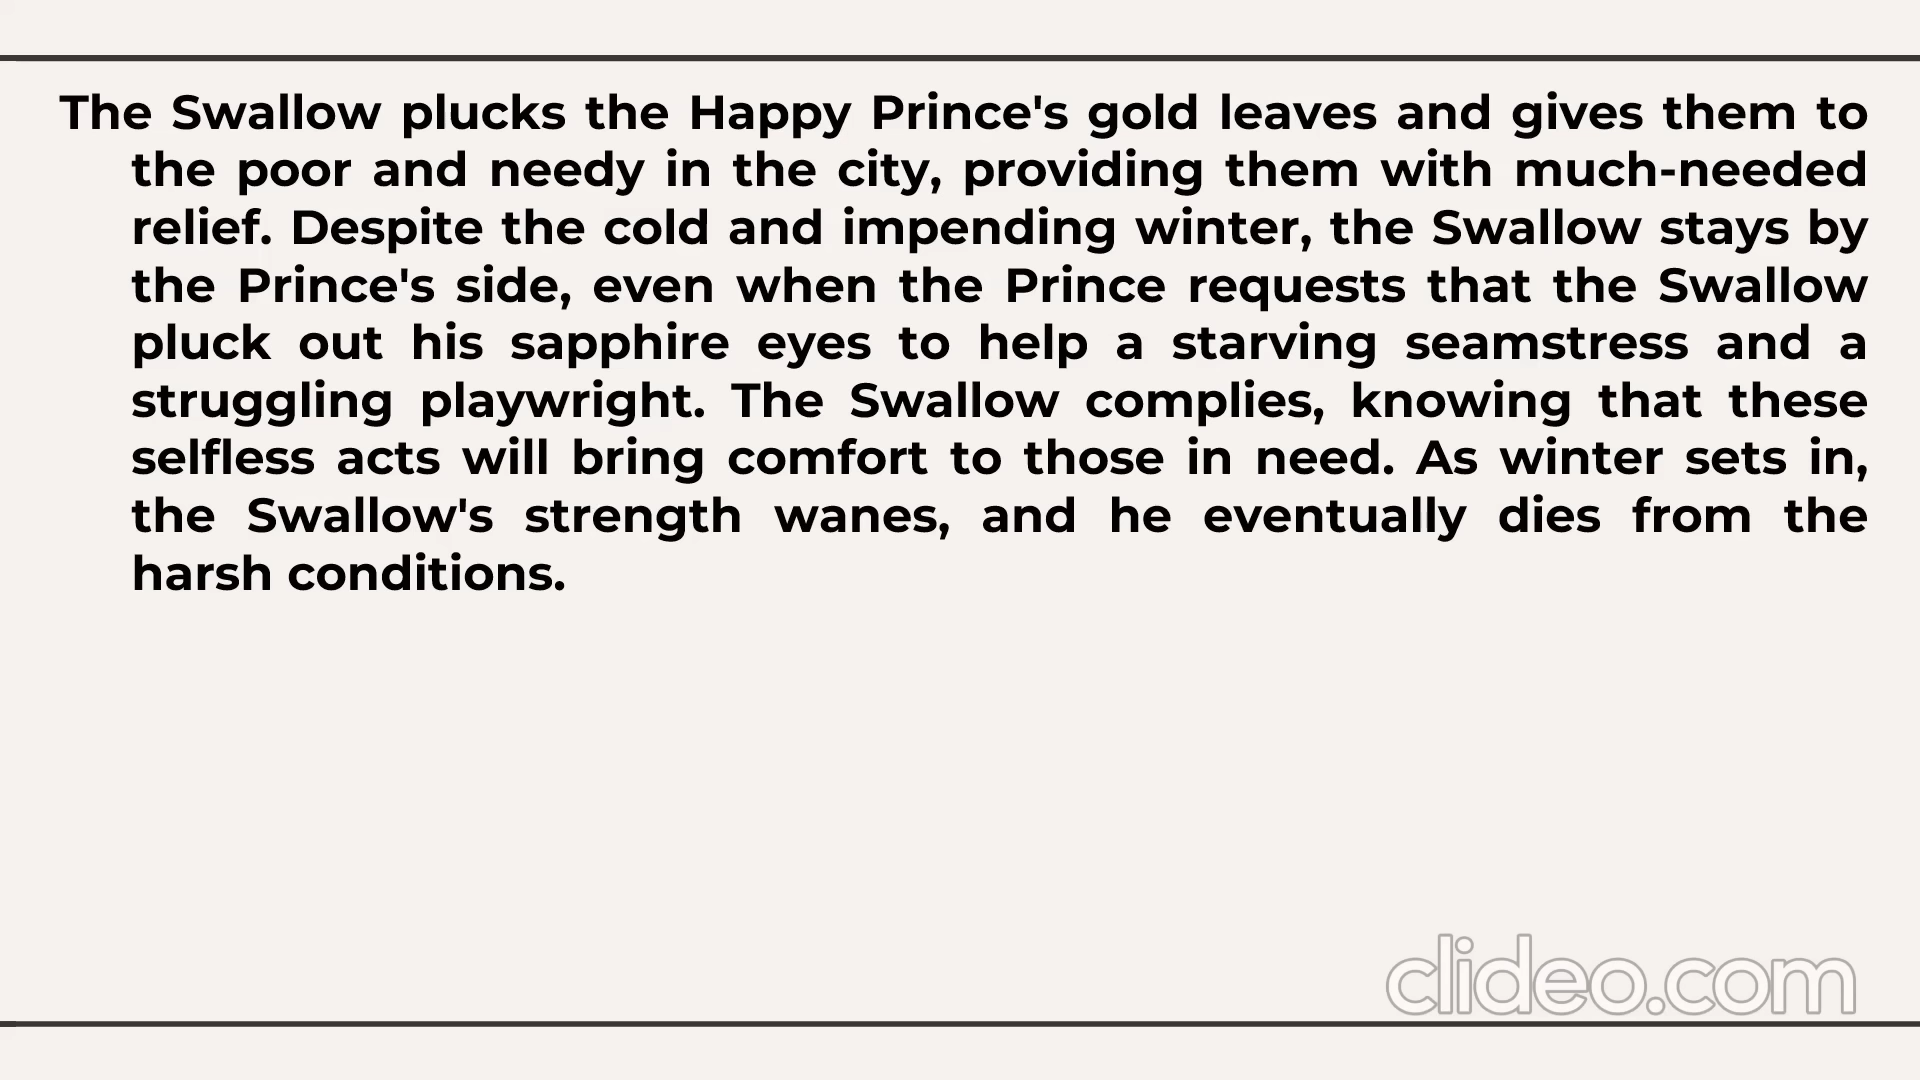 The Swallow plucks the Happy Prince's gold leaves and gives them to
the poor and needy in the city, providing them with much-needed
relief. Despite the cold and impending winter, the Swallow stays by
the Prince's side, even when the Prince requests that the Swallow
pluck out his sapphire eyes to help a starving seamstress and a
struggling playwright. The Swallow complies, knowing that these
selfless acts will bring comfort to those in need. As winter sets in,
the Swallow's strength wanes, and he eventually dies from the
harsh conditions.
clideo.com